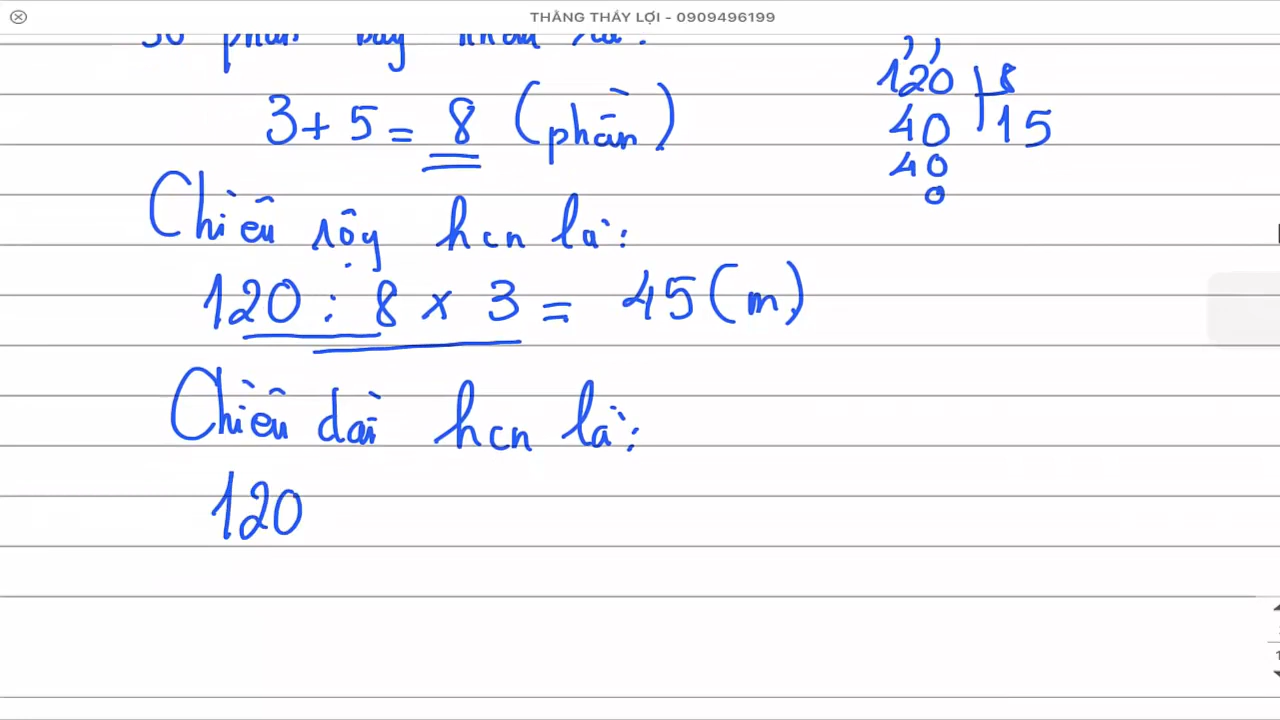 THẮNG THẦY LỢI - 0909496199
3 + 5 = 8 (phần)
Chiều rộng hcn là:
120 : 8 x 3 = 45 (m)
Chiều dài hcn là:
120
120 8
40 15
40
0